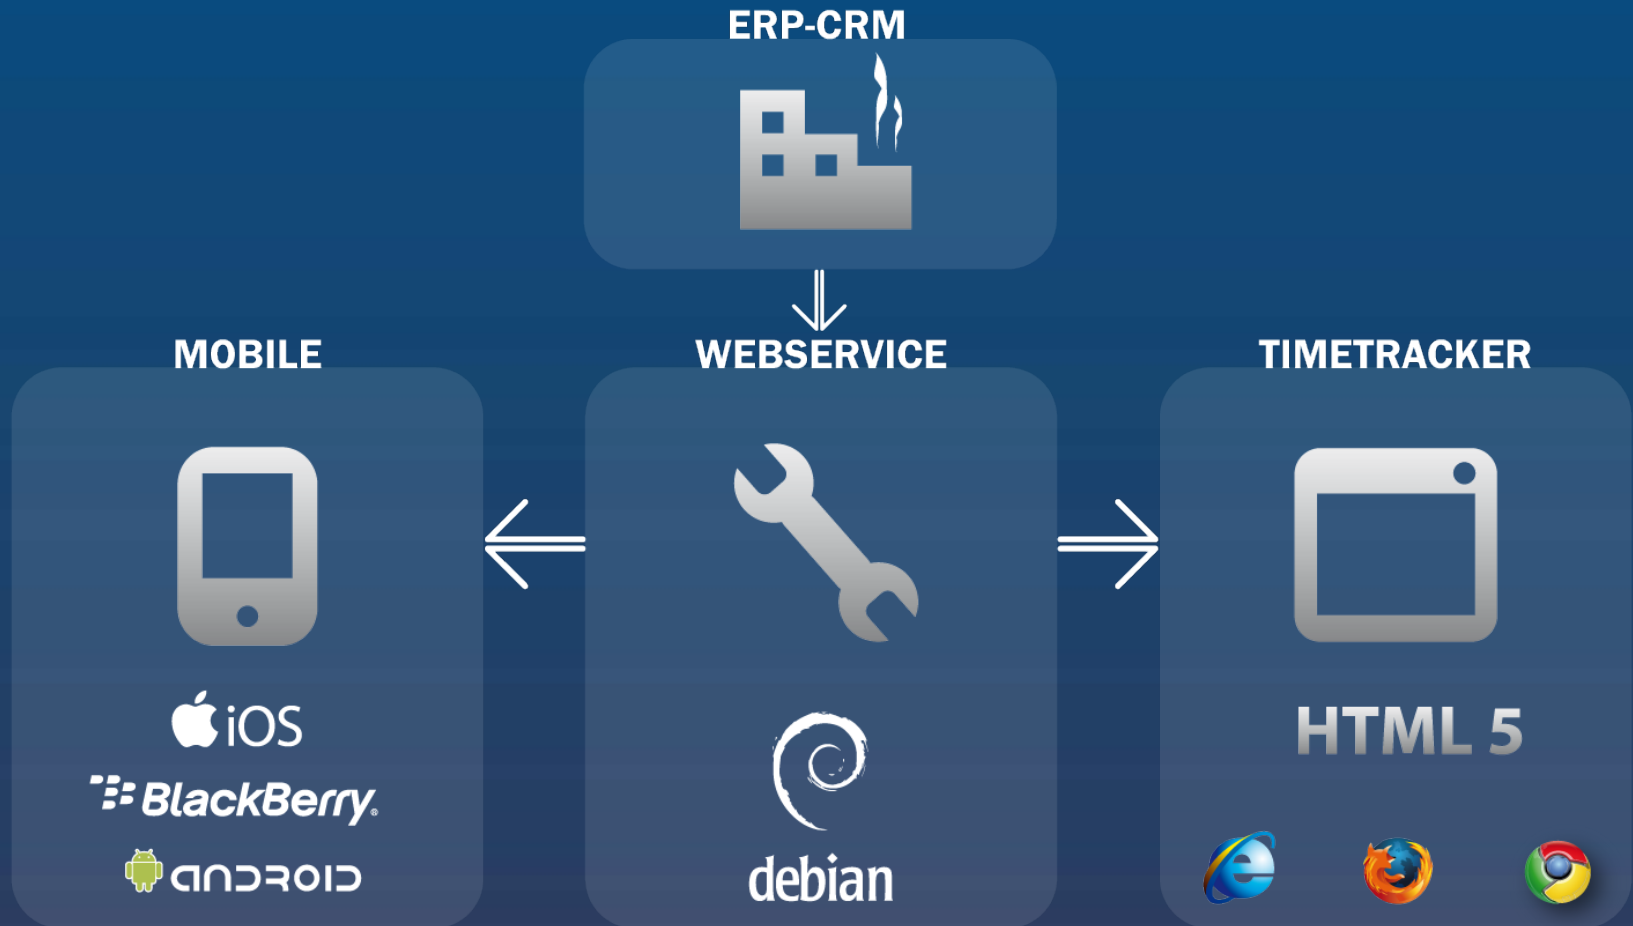 ERP-CRM
MOBILE
WEBSERVICE
TIMETRACKER
iOS
BlackBerry®
ANDROID
debian
HTML 5